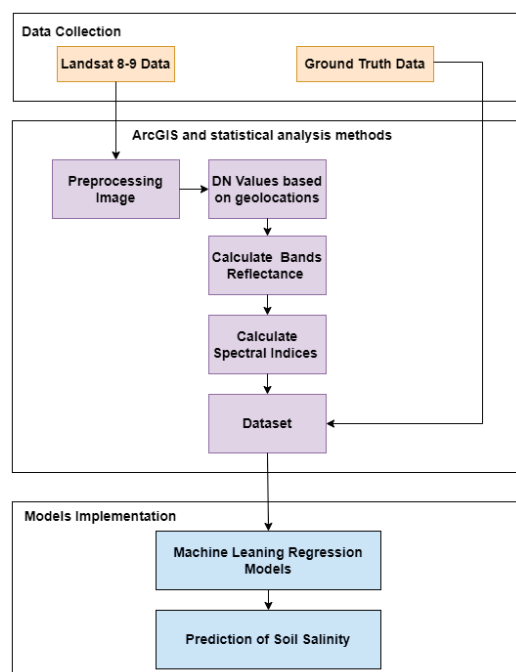 Data Collection
Landsat 8-9 Data
Ground Truth Data
ArcGIS and statistical analysis methods
Preprocessing
Image
DN Values based
on geolocations
Calculate Bands
Reflectance
Calculate
Spectral Indices
Dataset
Models Implementation
Machine Leaning Regression
Models
Prediction of Soil Salinity